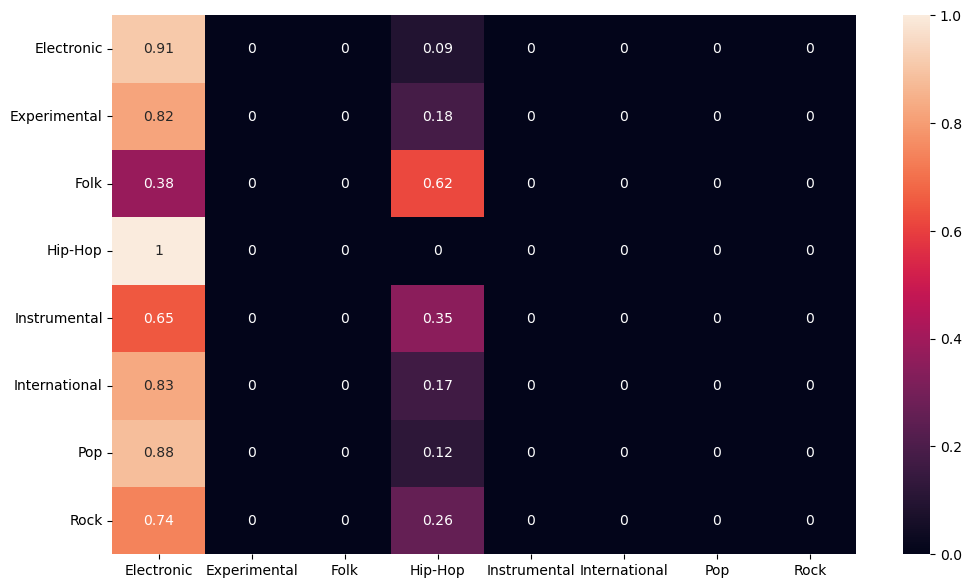 1.0
Electronic 0.91 0 0 0.09 0 0 0 0
0.8
Experimental 0.82 0 0 0.18 0 0 0 0
Folk 0.38 0 0 0.62 0 0 0 0
0.6
Hip-Hop 1 0 0 0 0 0 0 0
Instrumental 0.65 0 0 0.35 0 0 0 0
0.4
International 0.83 0 0 0.17 0 0 0 0
Pop 0.88 0 0 0.12 0 0 0 0
0.2
Rock 0.74 0 0 0.26 0 0 0 0
0.0
Electronic Experimental Folk Hip-Hop Instrumental International Pop Rock